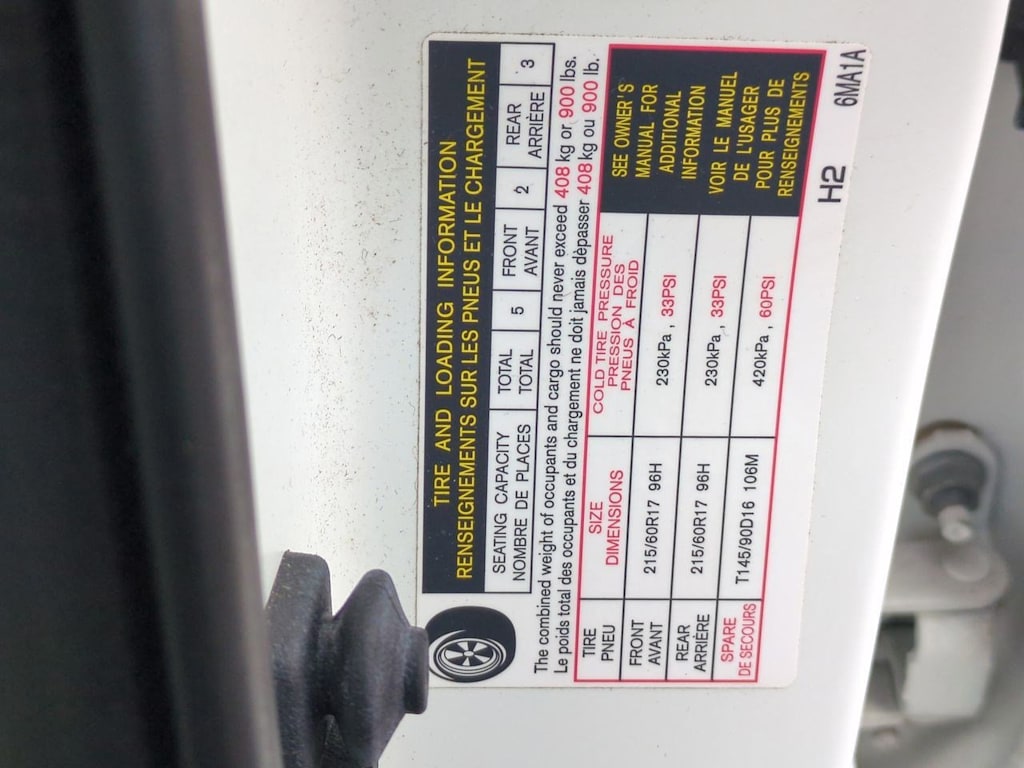 TIRE AND LOADING INFORMATION
RENSEIGNEMENTS SUR LES PNEUS ET LE CHARGEMENT
SEATING CAPACITY TOTAL 5 FRONT 2 REAR 3
NOMBRE DE PLACES TOTAL AVANT ARRIÈRE
The combined weight of occupants and cargo should never exceed 408 kg or 900 lbs.
Le poids total des occupants et du chargement ne doit jamais dépasser 408 kg ou 900 lb.
TIRE
PNEU
SIZE
DIMENSIONS
COLD TIRE PRESSURE
PRESSION DES
PNEUS À FROID
FRONT
AVANT
215/60R17 96H
230kPa, 33PSI
REAR
ARRIÈRE
215/60R17 96H
230kPa, 33PSI
SPARE
DE SECOURS
T145/90D16 106M
420kPa, 60PSI
SEE OWNER'S
MANUAL FOR
ADDITIONAL
INFORMATION
VOIR LE MANUEL
DE L'USAGER
POUR PLUS DE
RENSEIGNEMENTS
H2 6MA1A